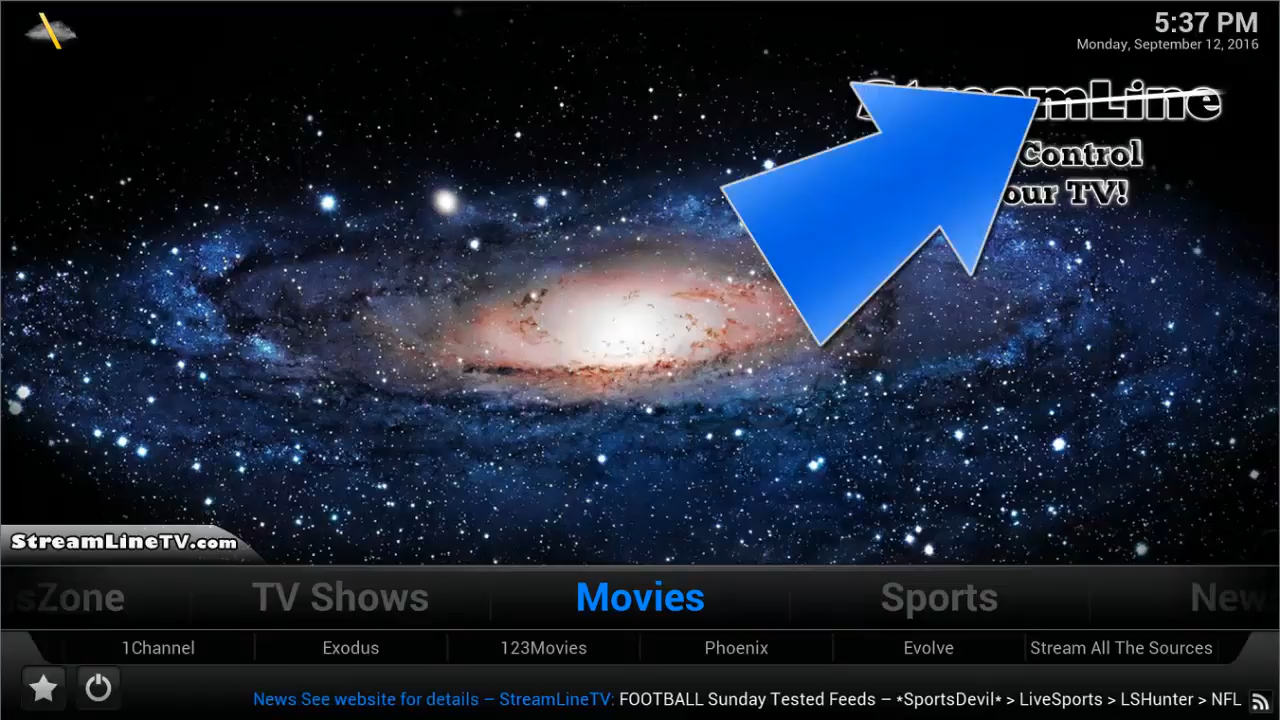 5:37 PM
Monday, September 12, 2016
StreamLine
Control
our TV!
StreamLineTV.com
sZone
TV Shows
Movies
Sports
New
1Channel
Exodus
123Movies
Phoenix
Evolve
Stream All The Sources
News See website for details – StreamLineTV: FOOTBALL Sunday Tested Feeds – *SportsDevil* > LiveSports > LSHunter > NFL